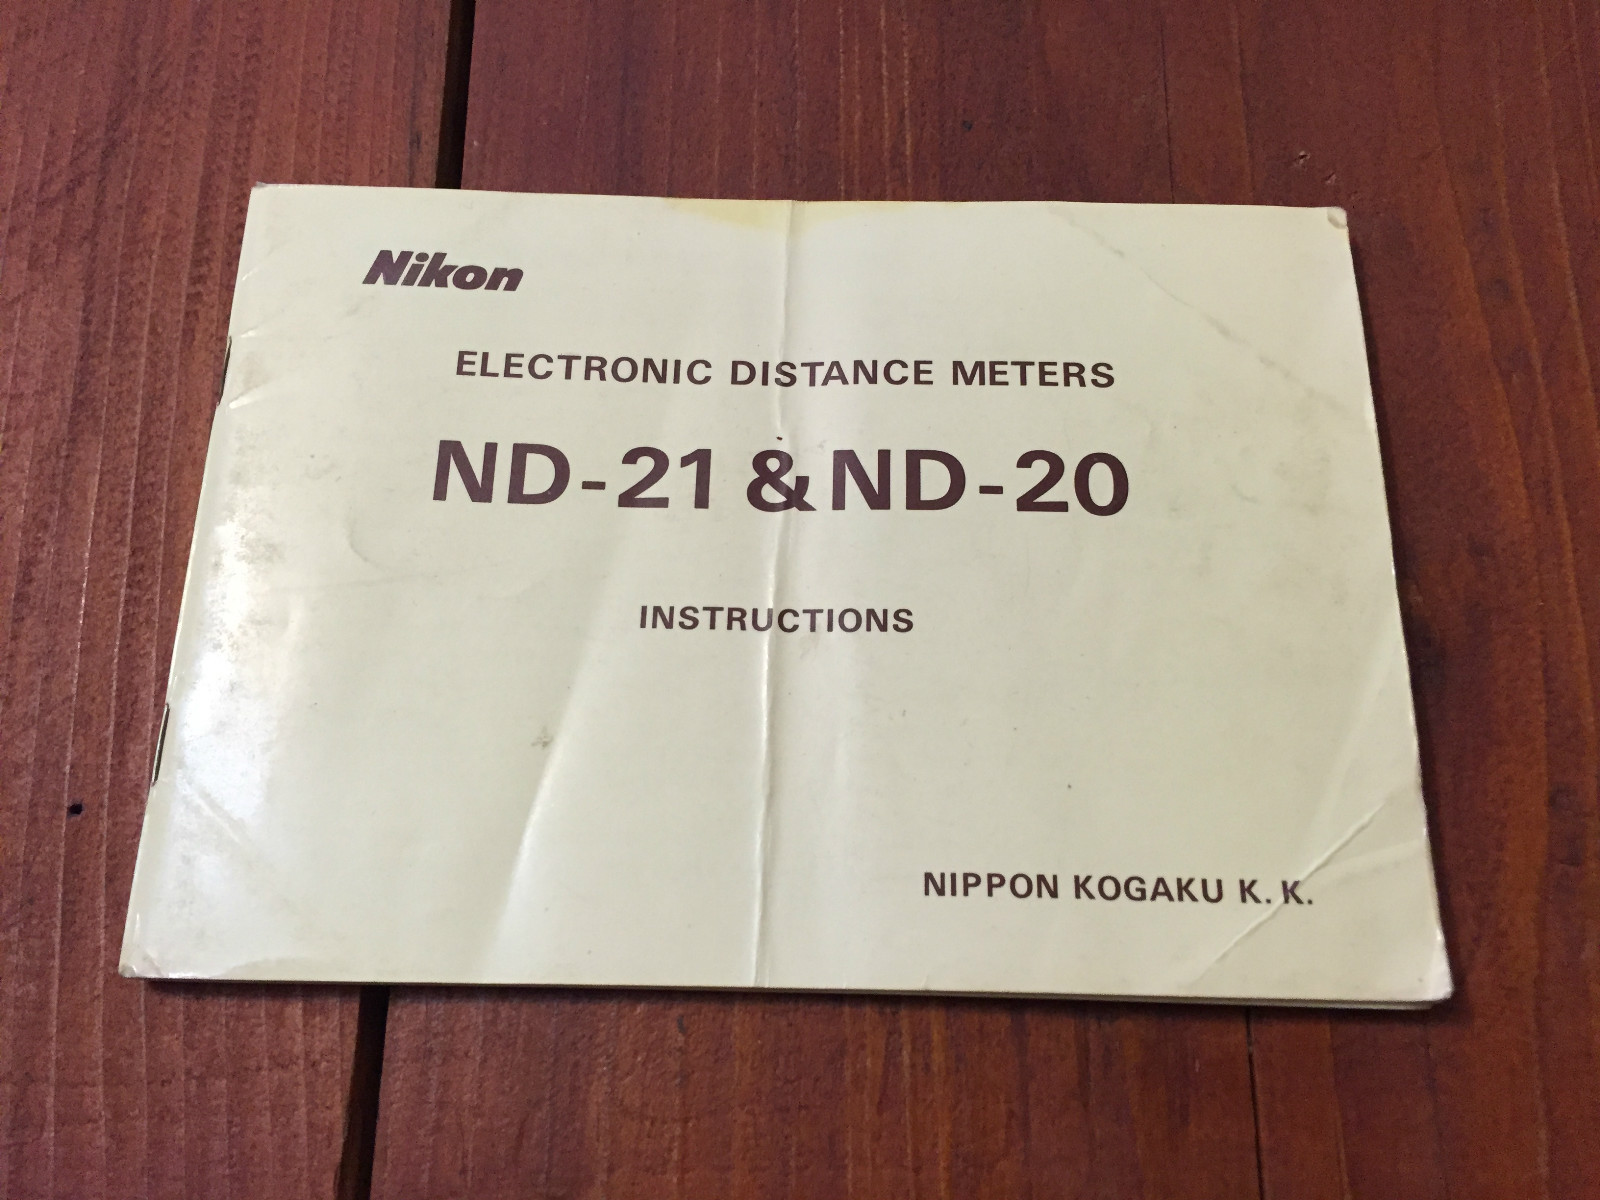 Nikon
ELECTRONIC DISTANCE METERS
ND-21 & ND-20
INSTRUCTIONS
NIPPON KOGAKU K. K.